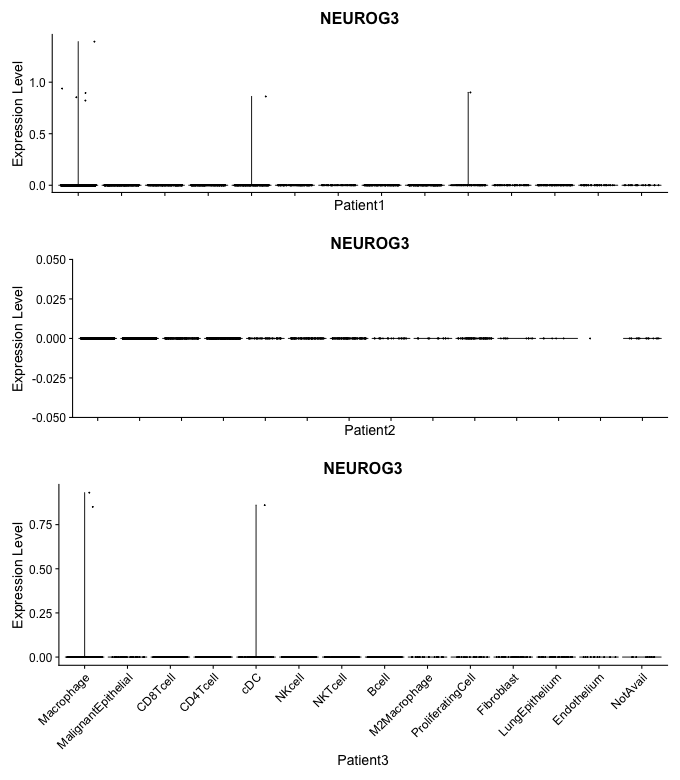 NEUROG3
Expression Level
1.0
0.5
0.0
Patient1
NEUROG3
Expression Level
0.050
0.025
0.000
-0.025
-0.050
Patient2
NEUROG3
Expression Level
0.75
0.50
0.25
0.00
Macrophage
MalignantEpithelial
CD8Tcell
CD4Tcell
cDC
NKcell
NKTcell
Bcell
M2Macrophage
ProliferatingCell
Fibroblast
LungEpithelium
Endothelium
NotAvail
Patient3